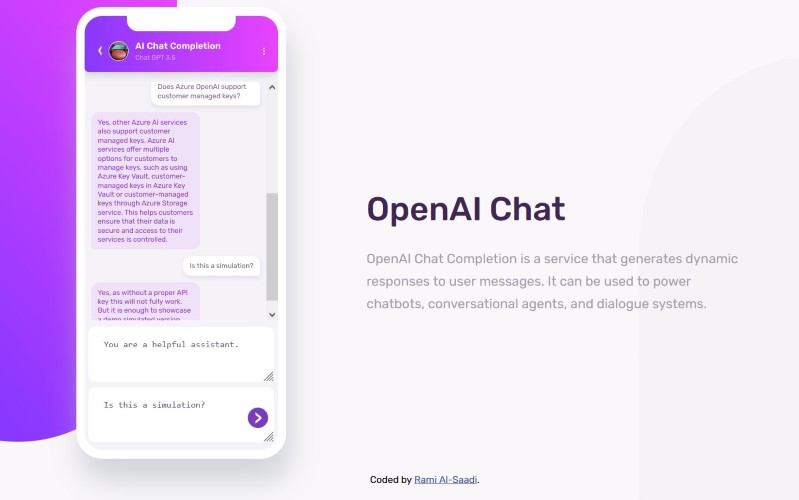 AI Chat Completion
Chat GPT 3.5
Does Azure OpenAI support
customer managed keys?
Yes, other Azure AI services
also support customer
managed keys. Azure AI
services offer multiple
options for customers to
manage keys, such as using
Azure Key Vault, customer-
managed keys in Azure Key
Vault or customer-managed
keys through Azure Storage
service. This helps customers
ensure that their data is
secure and access to their
services is controlled.
Is this a simulation?
Yes, as without a proper API
key this will not fully work.
But it is enough to showcase
a demo simulated version
You are a helpful assistant.
Is this a simulation?
OpenAI Chat
OpenAI Chat Completion is a service that generates dynamic
responses to user messages. It can be used to power
chatbots, conversational agents, and dialogue systems.
Coded by Rami Al-Saadi.